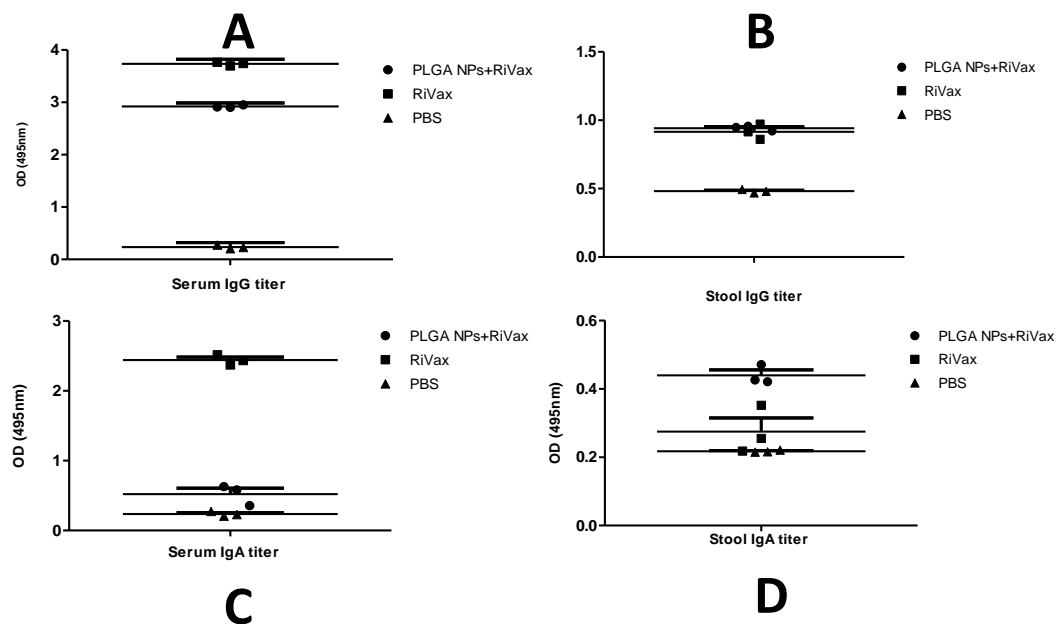 A
B
4
3
2
1
0
OD (495nm)
Serum IgG titer
PLGA NPs+RiVax
RiVax
PBS
1.5
1.0
0.5
0.0
OD (495nm)
Stool IgG titer
PLGA NPs+RiVax
RiVax
PBS
3
2
1
0
OD (495nm)
Serum IgA titer
PLGA NPs+RiVax
RiVax
PBS
0.6
0.4
0.2
0.0
OD (495nm)
Stool IgA titer
PLGA NPs+RiVax
RiVax
PBS
C
D